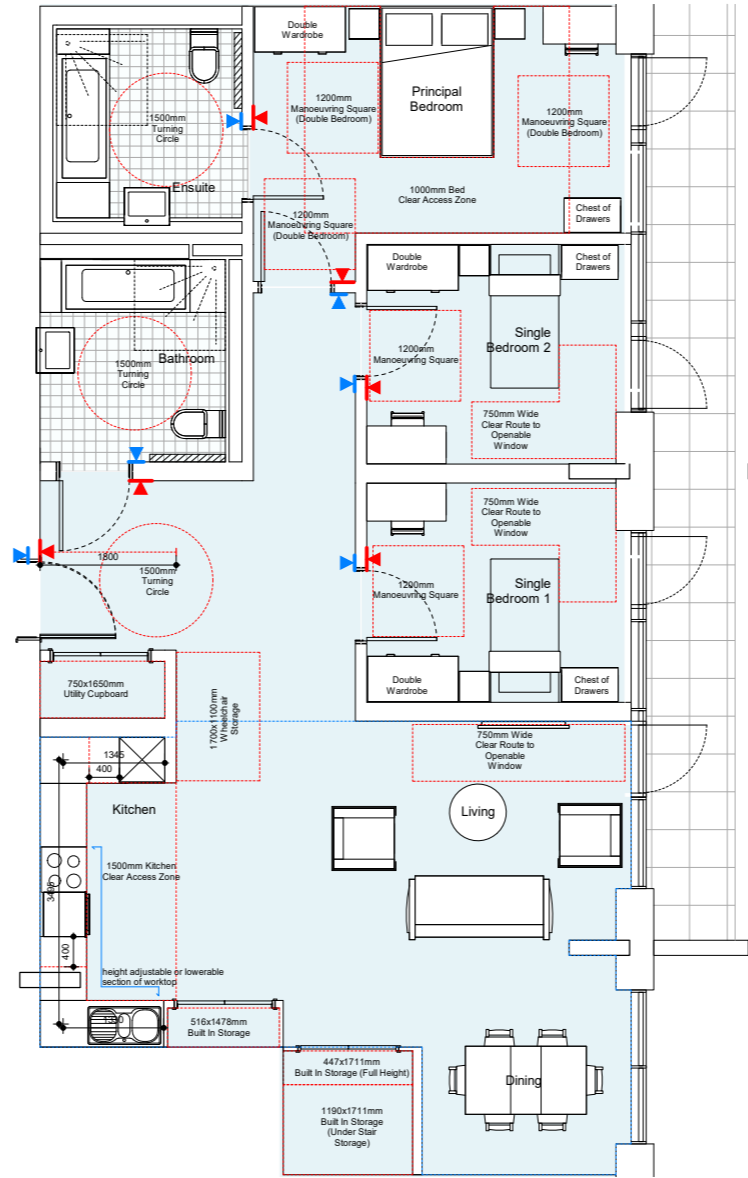 Double
Wardrobe
Principal
Bedroom
1200mm
Manoeuvring Square
(Double Bedroom)
1200mm
Manoeuvring Square
(Double Bedroom)
1500mm
Turning
Circle
Ensuite
1000mm Bed
Clear Access Zone
Chest of
Drawers
1200mm
Manoeuvring Square
(Double Bedroom)
Double
Wardrobe
Chest of
Drawers
Single
Bedroom 2
1200mm
Manoeuvring Square
Bathroom
1500mm
Turning
Circle
750mm Wide
Clear Route to
Openable
Window
750mm Wide
Clear Route to
Openable
Window
1800
1500mm
Turning
Circle
1200mm
Manoeuvring Square
Single
Bedroom 1
Double
Wardrobe
Chest of
Drawers
750x1650mm
Utility Cupboard
1700x1100mm
Wheelchair
Storage
750mm Wide
Clear Route to
Openable
Window
1345
400
Kitchen
Living
1500mm Kitchen
Clear Access Zone
3495
400
height adjustable or lowerable
section of worktop
1330
516x1478mm
Built In Storage
447x1711mm
Built In Storage (Full Height)
Dining
1190x1711mm
Built In Storage
(Under Stair
Storage)